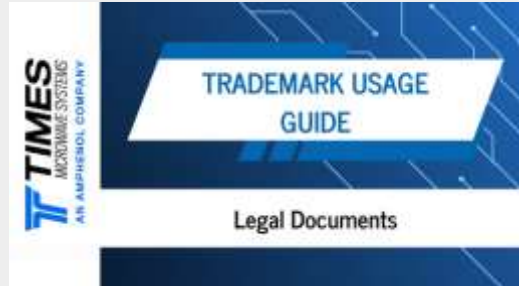 TIMES
MICROWAVE SYSTEMS
AN AMPHENOL COMPANY
TRADEMARK USAGE
GUIDE
Legal Documents